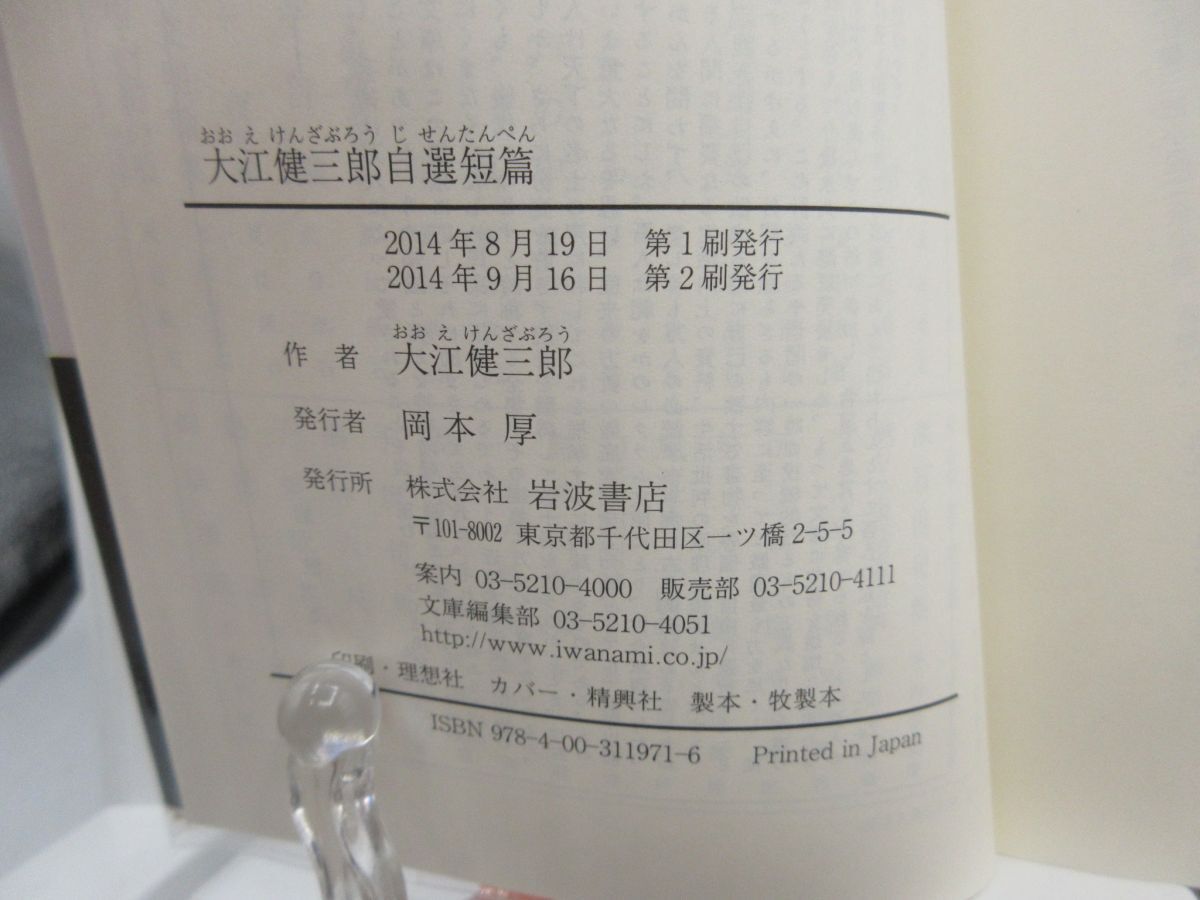 おおえけんざぶろうじせんたんぺん
大江健三郎自選短篇
2014年8月19日 第1刷発行
2014年9月16日 第2刷発行
おおえけんざぶろう
作者 大江健三郎
発行者 岡本 厚
発行所 株式会社 岩波書店
〒101-8002 東京都千代田区一ツ橋2-5-5
案内 03-5210-4000 販売部 03-5210-4111
文庫編集部 03-5210-4051
http://www.iwanami.co.jp/
印刷・理想社 カバー・精興社 製本・牧製本
ISBN 978-4-00-311971-6 Printed in Japan